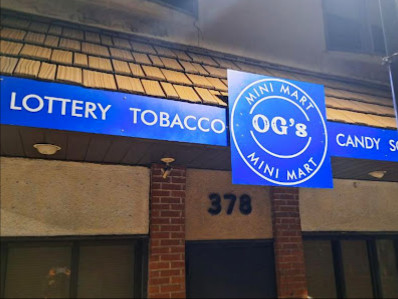 LOTTERY TOBACCO
MINI MART
OG's
MINI MART
CANDY
378